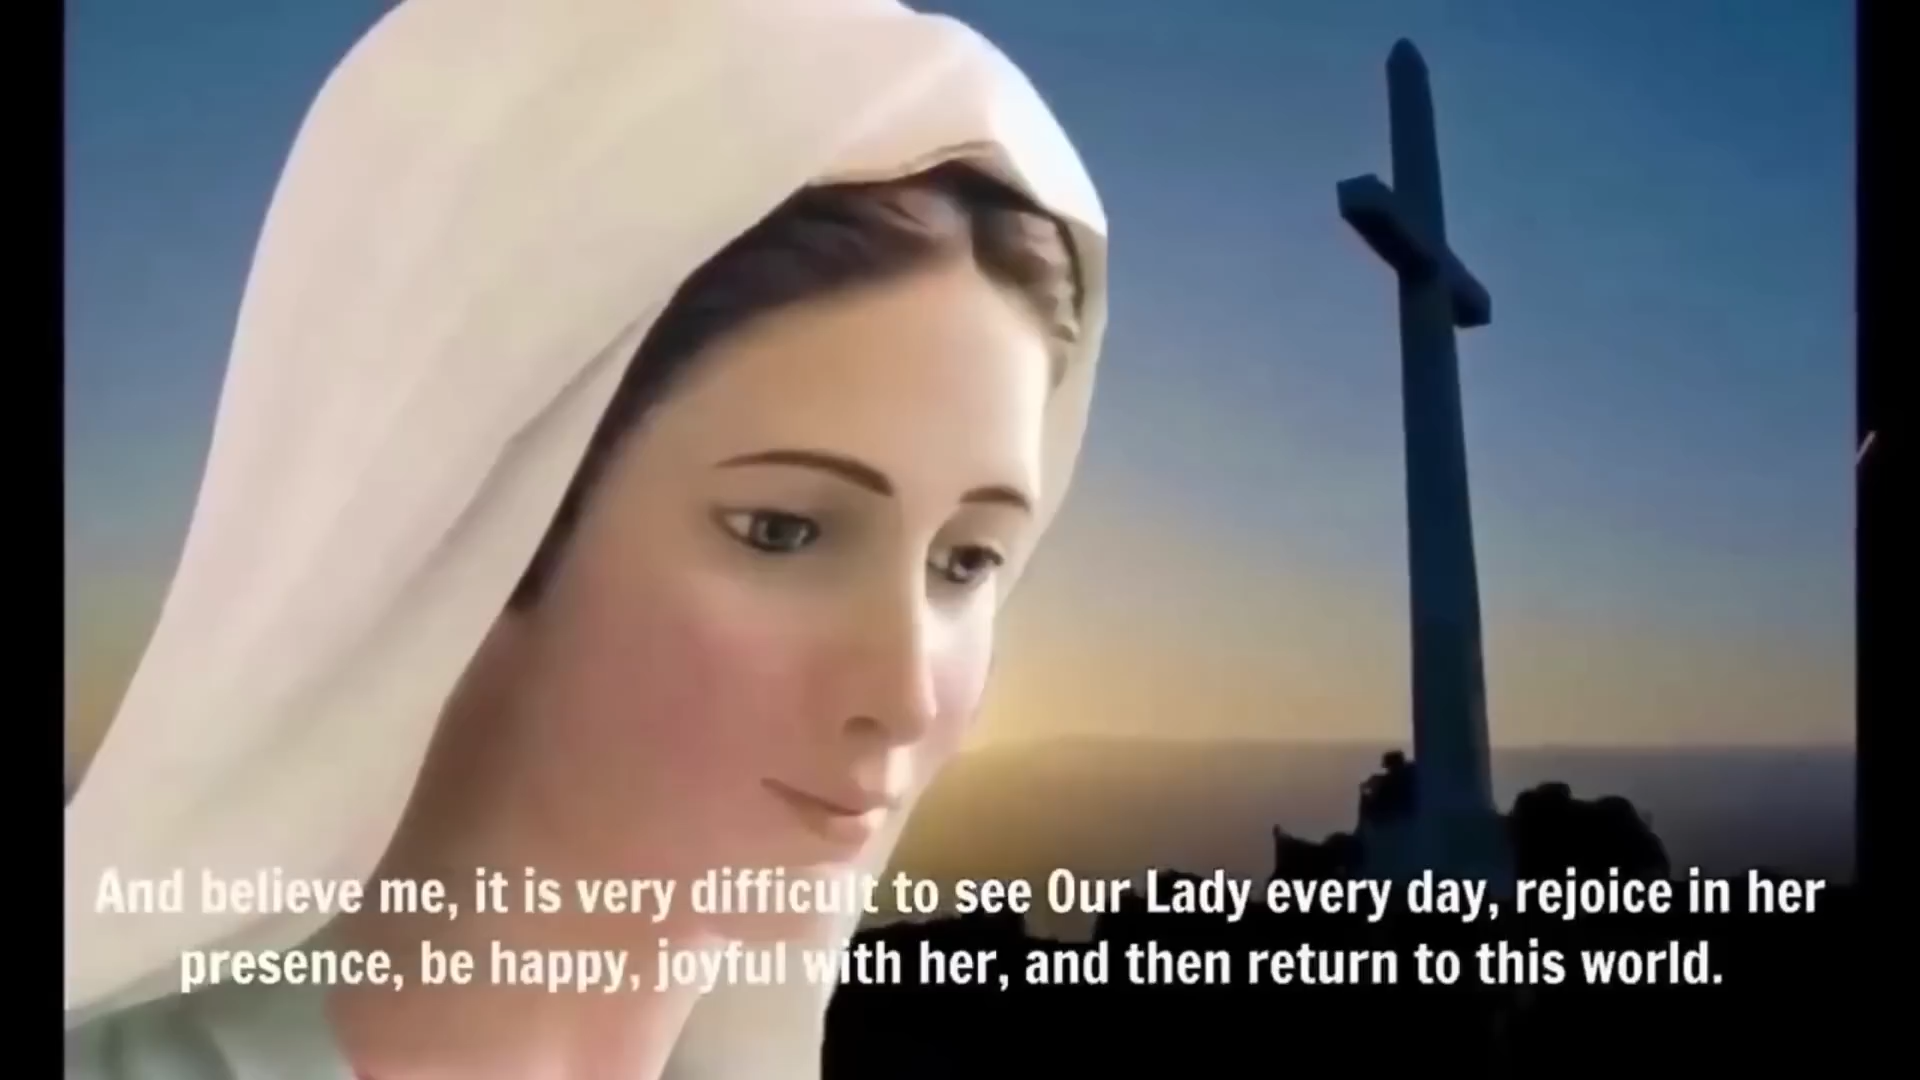 And believe me, it is very difficult to see Our Lady every day, rejoice in her
presence, be happy, joyful with her, and then return to this world.